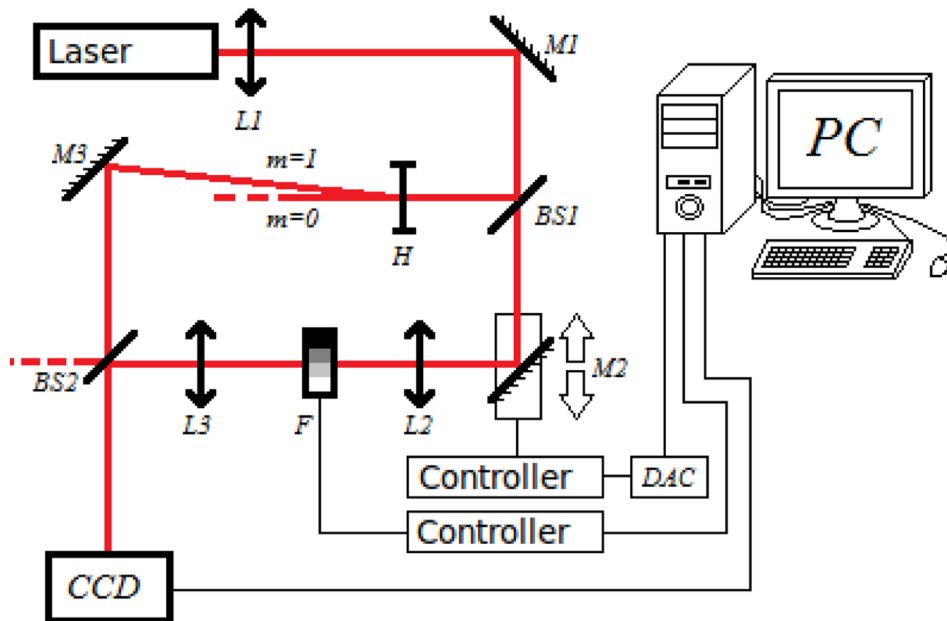 Laser
M1
L1
PC
M3
m=1
m=0
BS1
H
M2
BS2
L3
F
L2
Controller
DAC
Controller
CCD